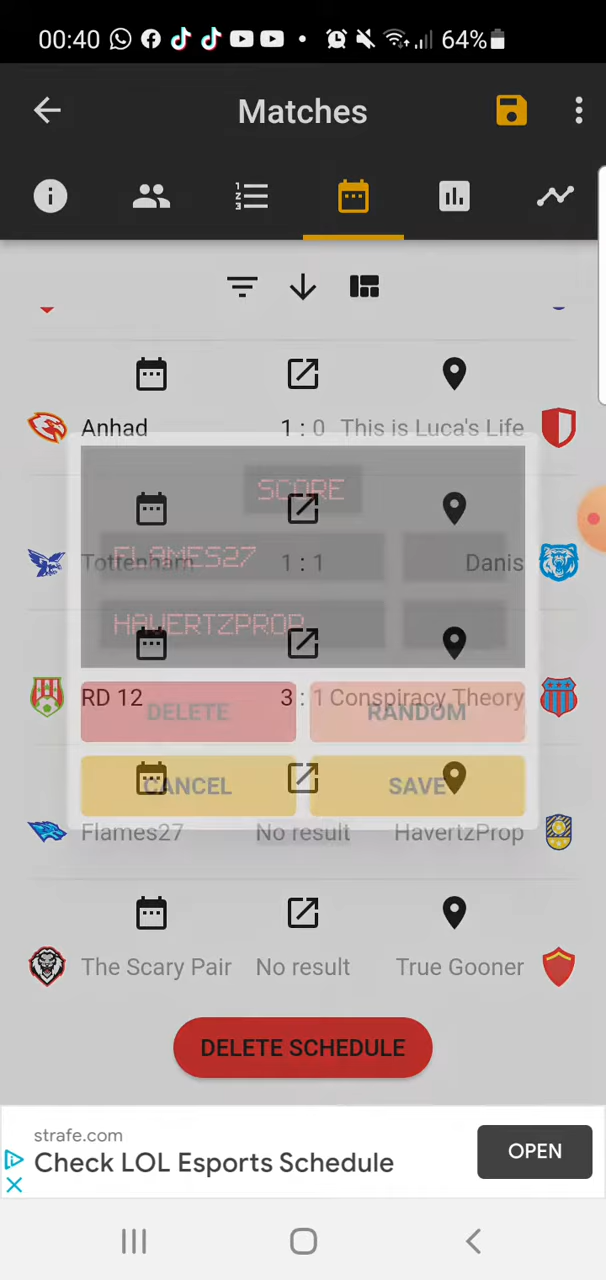 00:40 64%
Matches
Anhad 1 : 0 This is Luca's Life
SCORE
Tottenham 1 : 1 Danis
FLAMES27
HAVERTZPROP
RD 12 3 : 1 Conspiracy Theory
DELETE RANDOM
CANCEL SAVE
Flames27 No result HavertzProp
The Scary Pair No result True Gooner
DELETE SCHEDULE
strafe.com
Check LOL Esports Schedule
OPEN